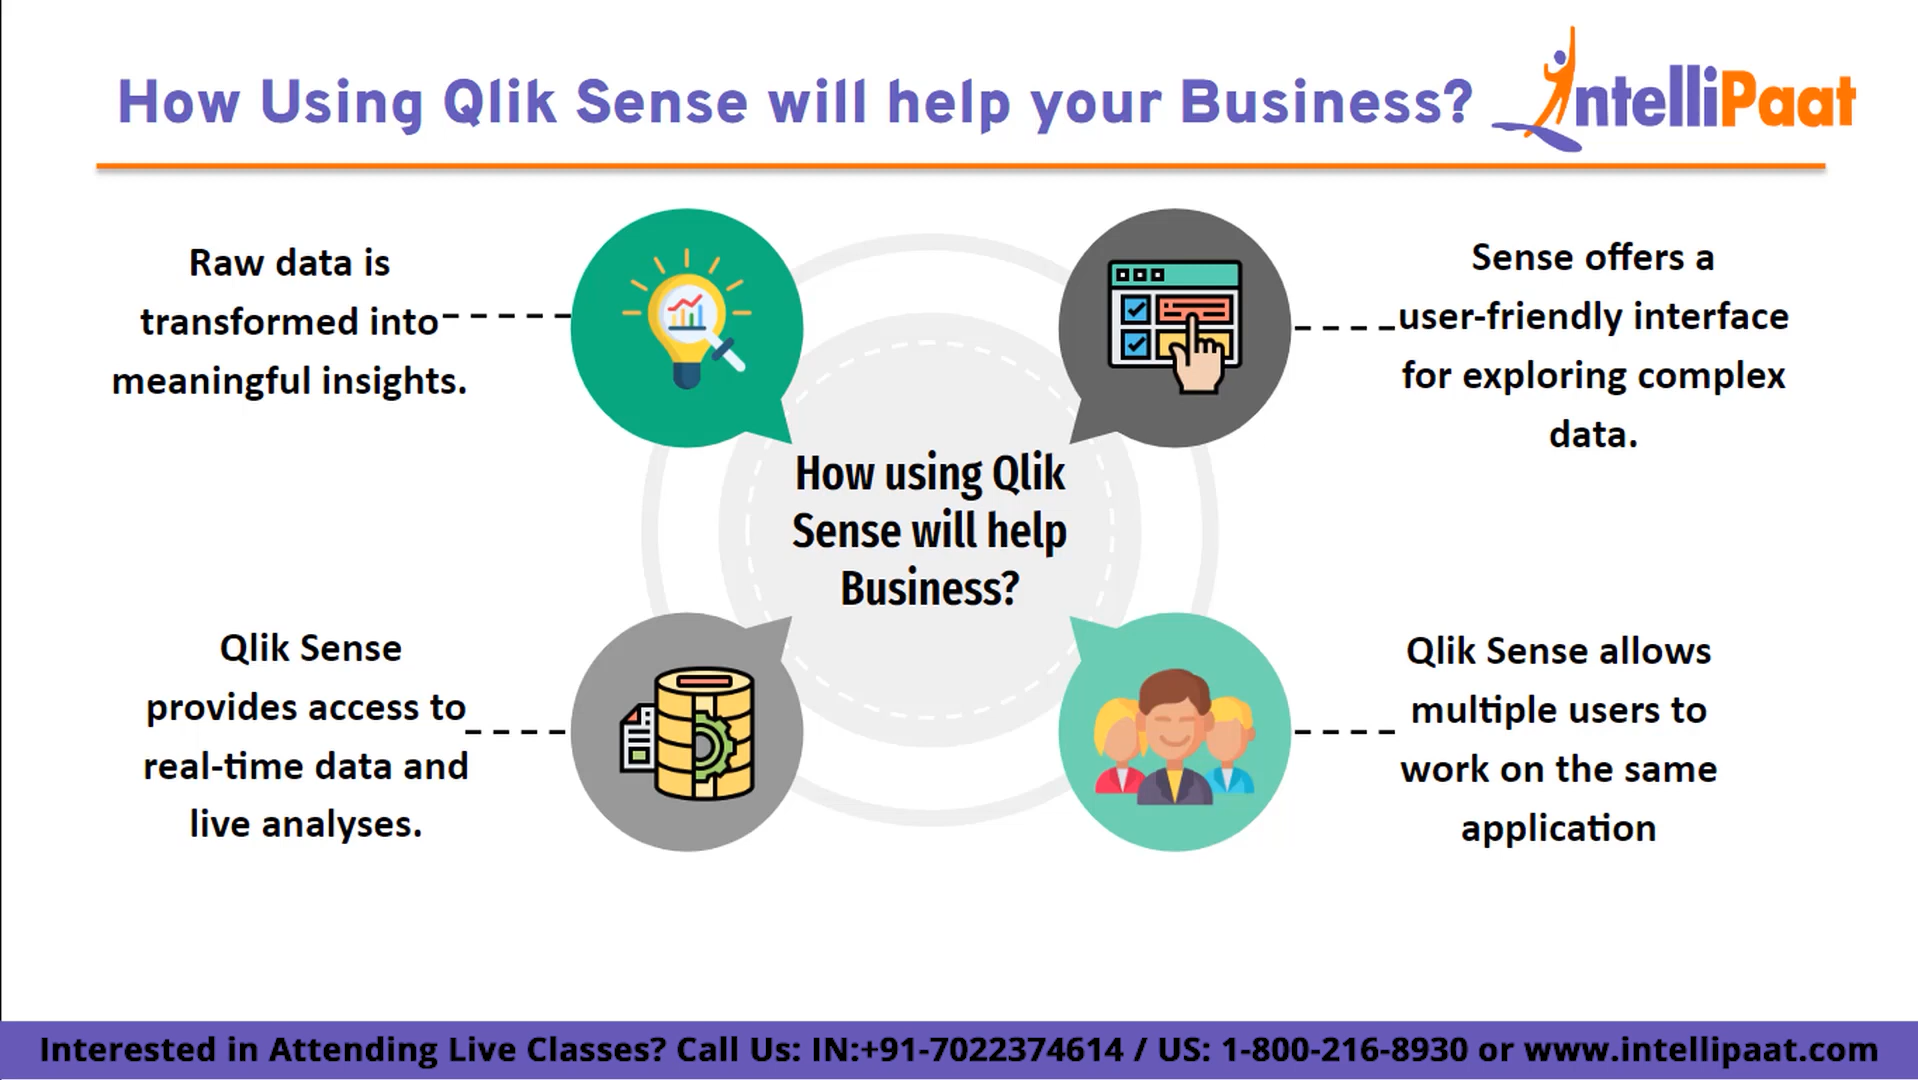 How Using Qlik Sense will help your Business?
IntelliPaat
Raw data is
transformed into
meaningful insights.
Sense offers a
user-friendly interface
for exploring complex
data.
How using Qlik
Sense will help
Business?
Qlik Sense
provides access to
real-time data and
live analyses.
Qlik Sense allows
multiple users to
work on the same
application
Interested in Attending Live Classes? Call Us: IN:+91-7022374614 / US: 1-800-216-8930 or www.intellipaat.com